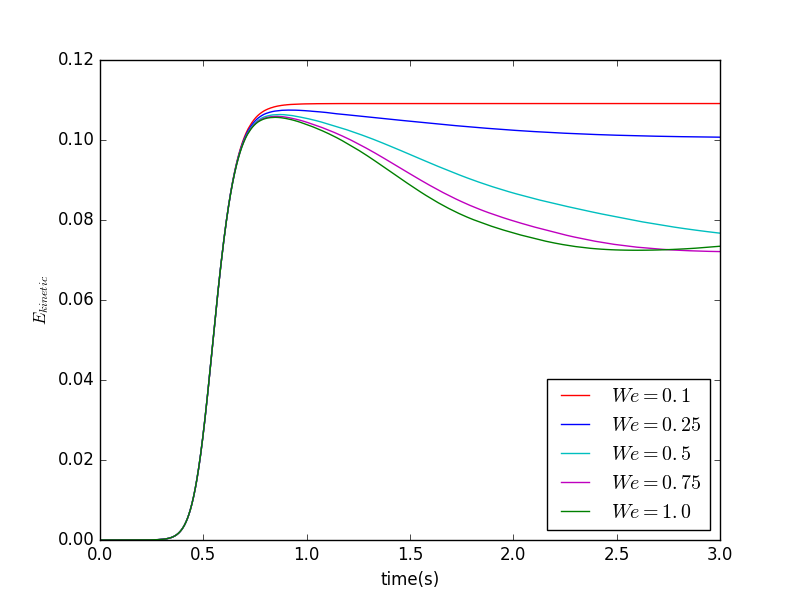 0.12
0.10
0.08
0.06
0.04
0.02
0.00
E_{kinetic}
We = 0.1
We = 0.25
We = 0.5
We = 0.75
We = 1.0
0.0 0.5 1.0 1.5 2.0 2.5 3.0
time(s)